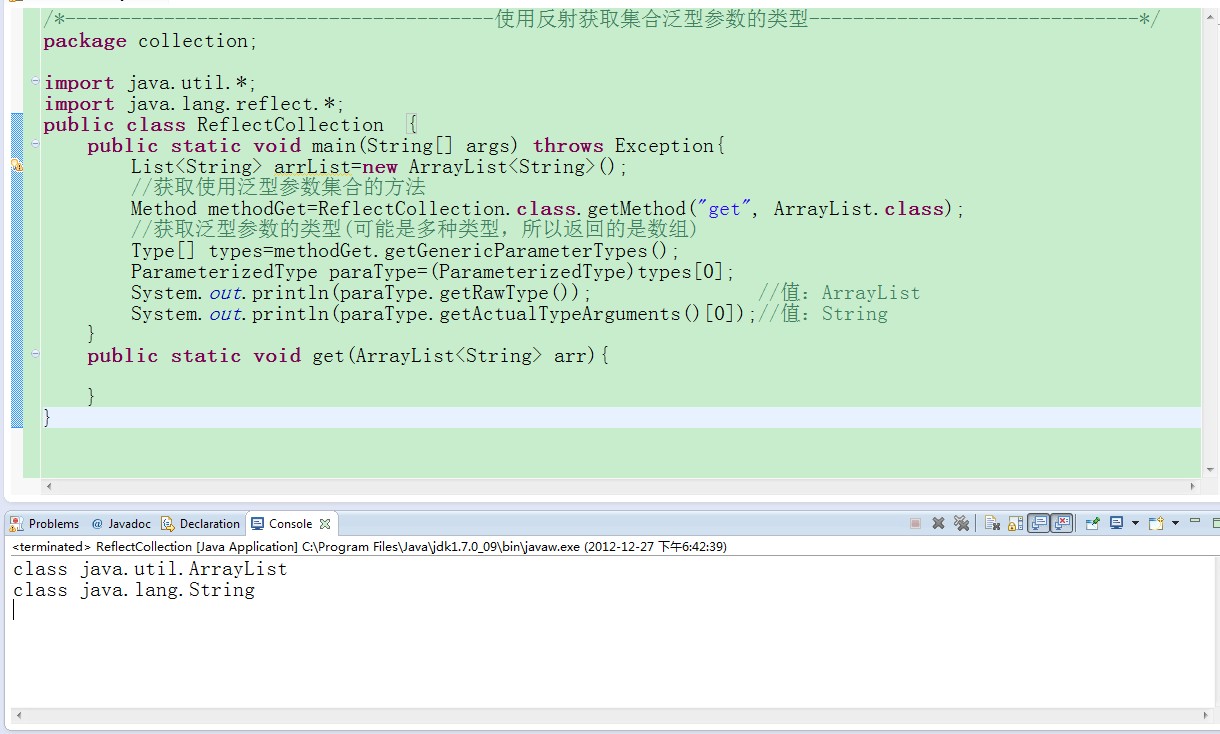 /*---------------------------------------使用反射获取集合泛型参数的类型------------------------------*/
package collection;
import java.util.*;
import java.lang.reflect.*;
public class ReflectCollection {
public static void main(String[] args) throws Exception{
List<String> arrList=new ArrayList<String>();
//获取使用泛型参数集合的方法
Method methodGet=ReflectCollection.class.getMethod("get", ArrayList.class);
//获取泛型参数的类型(可能是多种类型，所以返回的是数组)
Type[] types=methodGet.getGenericParameterTypes();
ParameterizedType paraType=(ParameterizedType)types[0];
System.out.println(paraType.getRawType()); //值：ArrayList
System.out.println(paraType.getActualTypeArguments()[0]);//值：String
}
public static void get(ArrayList<String> arr){
}
}
Problems @ Javadoc Declaration Console
<terminated> ReflectCollection [Java Application] C:\Program Files\Java\jdk1.7.0_09\bin\javaw.exe (2012-12-27 下午6:42:39)
class java.util.ArrayList
class java.lang.String